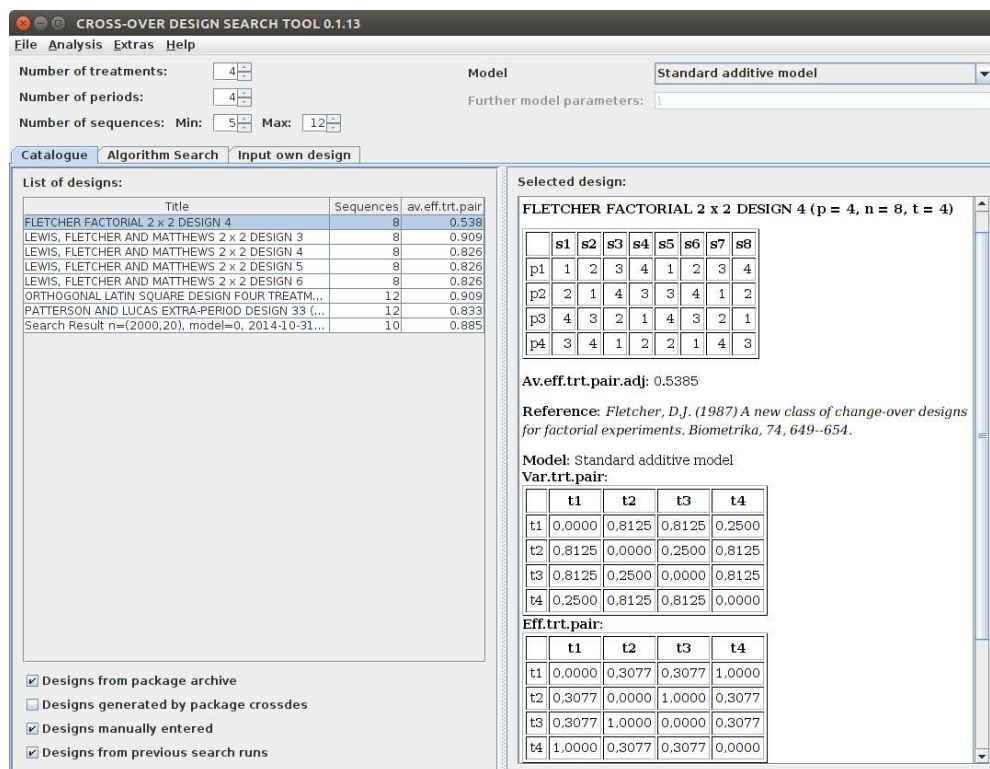 CROSS-OVER DESIGN SEARCH TOOL 0.1.13
File Analysis Extras Help
Number of treatments: 4
Number of periods: 4
Number of sequences: Min: 5 Max: 12
Model Standard additive model
Further model parameters: 1
Catalogue Algorithm Search Input own design
List of designs:
Title Sequences av.eff.trt.pair
FLETCHER FACTORIAL 2 x 2 DESIGN 4 8 0.538
LEWIS, FLETCHER AND MATTHEWS 2 x 2 DESIGN 3 8 0.909
LEWIS, FLETCHER AND MATTHEWS 2 x 2 DESIGN 4 8 0.826
LEWIS, FLETCHER AND MATTHEWS 2 x 2 DESIGN 5 8 0.826
LEWIS, FLETCHER AND MATTHEWS 2 x 2 DESIGN 6 8 0.826
ORTHOGONAL LATIN SQUARE DESIGN FOUR TREATM... 12 0.909
PATTERSON AND LUCAS EXTRA-PERIOD DESIGN 33 (... 12 0.833
Search Result n=(2000,20), model=0, 2014-10-31... 10 0.885
Designs from package archive
Designs generated by package crossdes
Designs manually entered
Designs from previous search runs
Selected design:
FLETCHER FACTORIAL 2 x 2 DESIGN 4 (p = 4, n = 8, t = 4)
s1 s2 s3 s4 s5 s6 s7 s8
p1 1 2 3 4 1 2 3 4
p2 2 1 4 3 3 4 1 2
p3 4 3 2 1 4 3 2 1
p4 3 4 1 2 2 1 4 3
Av.eff.trt.pair.adj: 0.5385
Reference: Fletcher, D.J. (1987) A new class of change-over designs
for factorial experiments. Biometrika, 74, 649--654.
Model: Standard additive model
Var.trt.pair:
t1 t2 t3 t4
t1 0,0000 0,8125 0,8125 0,2500
t2 0,8125 0,0000 0,2500 0,8125
t3 0,8125 0,2500 0,0000 0,8125
t4 0,2500 0,8125 0,8125 0,0000
Eff.trt.pair:
t1 t2 t3 t4
t1 0,0000 0,3077 0,3077 1,0000
t2 0,3077 0,0000 1,0000 0,3077
t3 0,3077 1,0000 0,0000 0,3077
t4 1,0000 0,3077 0,3077 0,0000